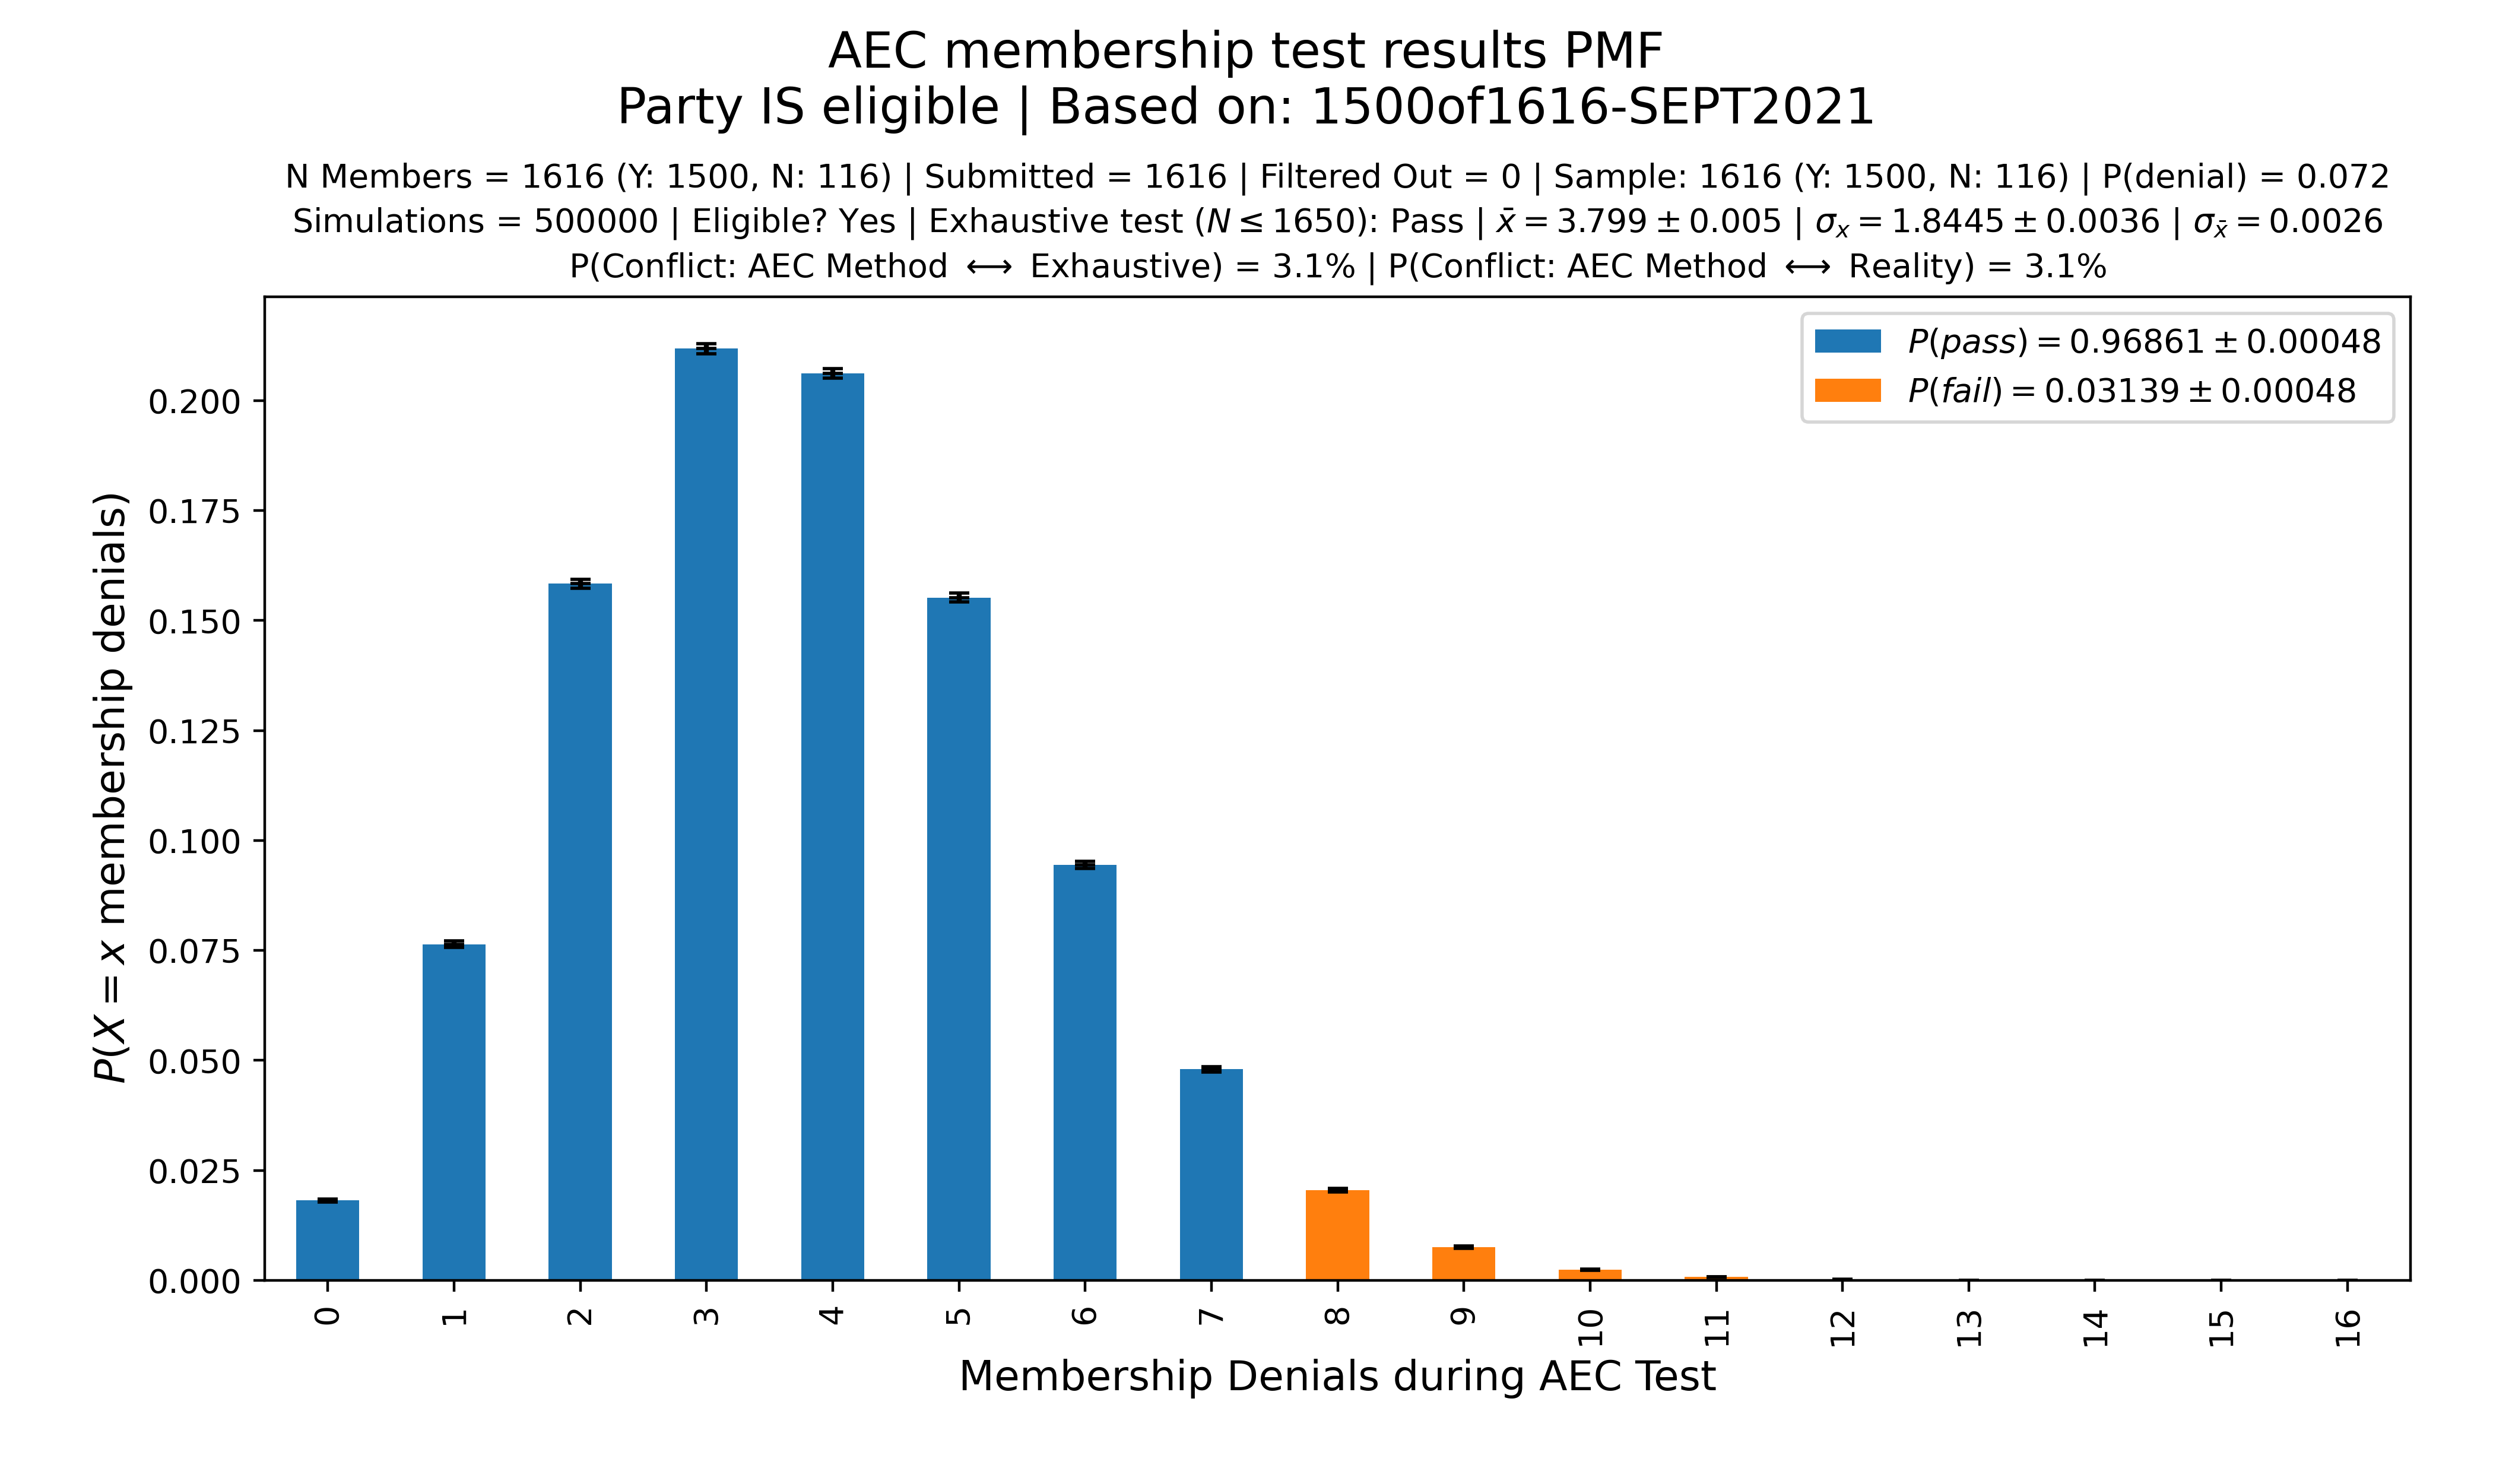 AEC membership test results PMF
Party IS eligible | Based on: 1500of1616-SEPT2021
N Members = 1616 (Y: 1500, N: 116) | Submitted = 1616 | Filtered Out = 0 | Sample: 1616 (Y: 1500, N: 116) | P(denial) = 0.072
Simulations = 500000 | Eligible? Yes | Exhaustive test (N ≤ 1650): Pass | x̄ = 3.799 ± 0.005 | σₓ = 1.8445 ± 0.0036 | σ_x̄ = 0.0026
P(Conflict: AEC Method ⟷ Exhaustive) = 3.1% | P(Conflict: AEC Method ⟷ Reality) = 3.1%
P(pass) = 0.96861 ± 0.00048
P(fail) = 0.03139 ± 0.00048
P(X = x membership denials)
0.200
0.175
0.150
0.125
0.100
0.075
0.050
0.025
0.000
0 1 2 3 4 5 6 7 8 9 10 11 12 13 14 15 16
Membership Denials during AEC Test